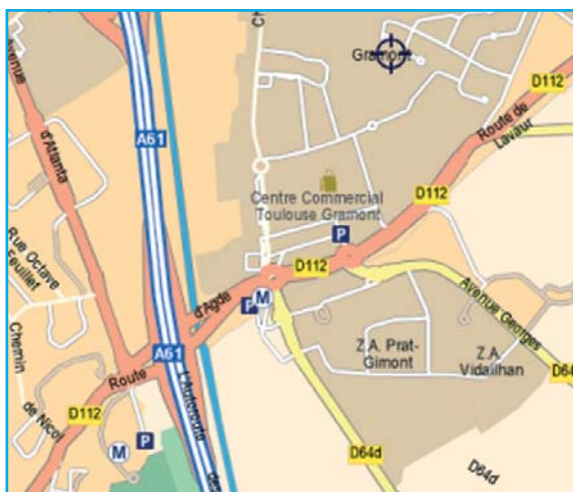 Avenue
d'Atlanta
Gramont
D112
Route de
Lavaur
A61
D112
Centre Commercial
Toulouse Gramont
Rue Octave
Feuillet
P
D112
d'Agde
M
P
Avenue Georges
Chemin
de Nicol
A61
Route
Z.A. Prat-
Gimont
Z.A.
Vidailhan
D64
L'Autoroute
des
D112
M
P
D64d
D64d